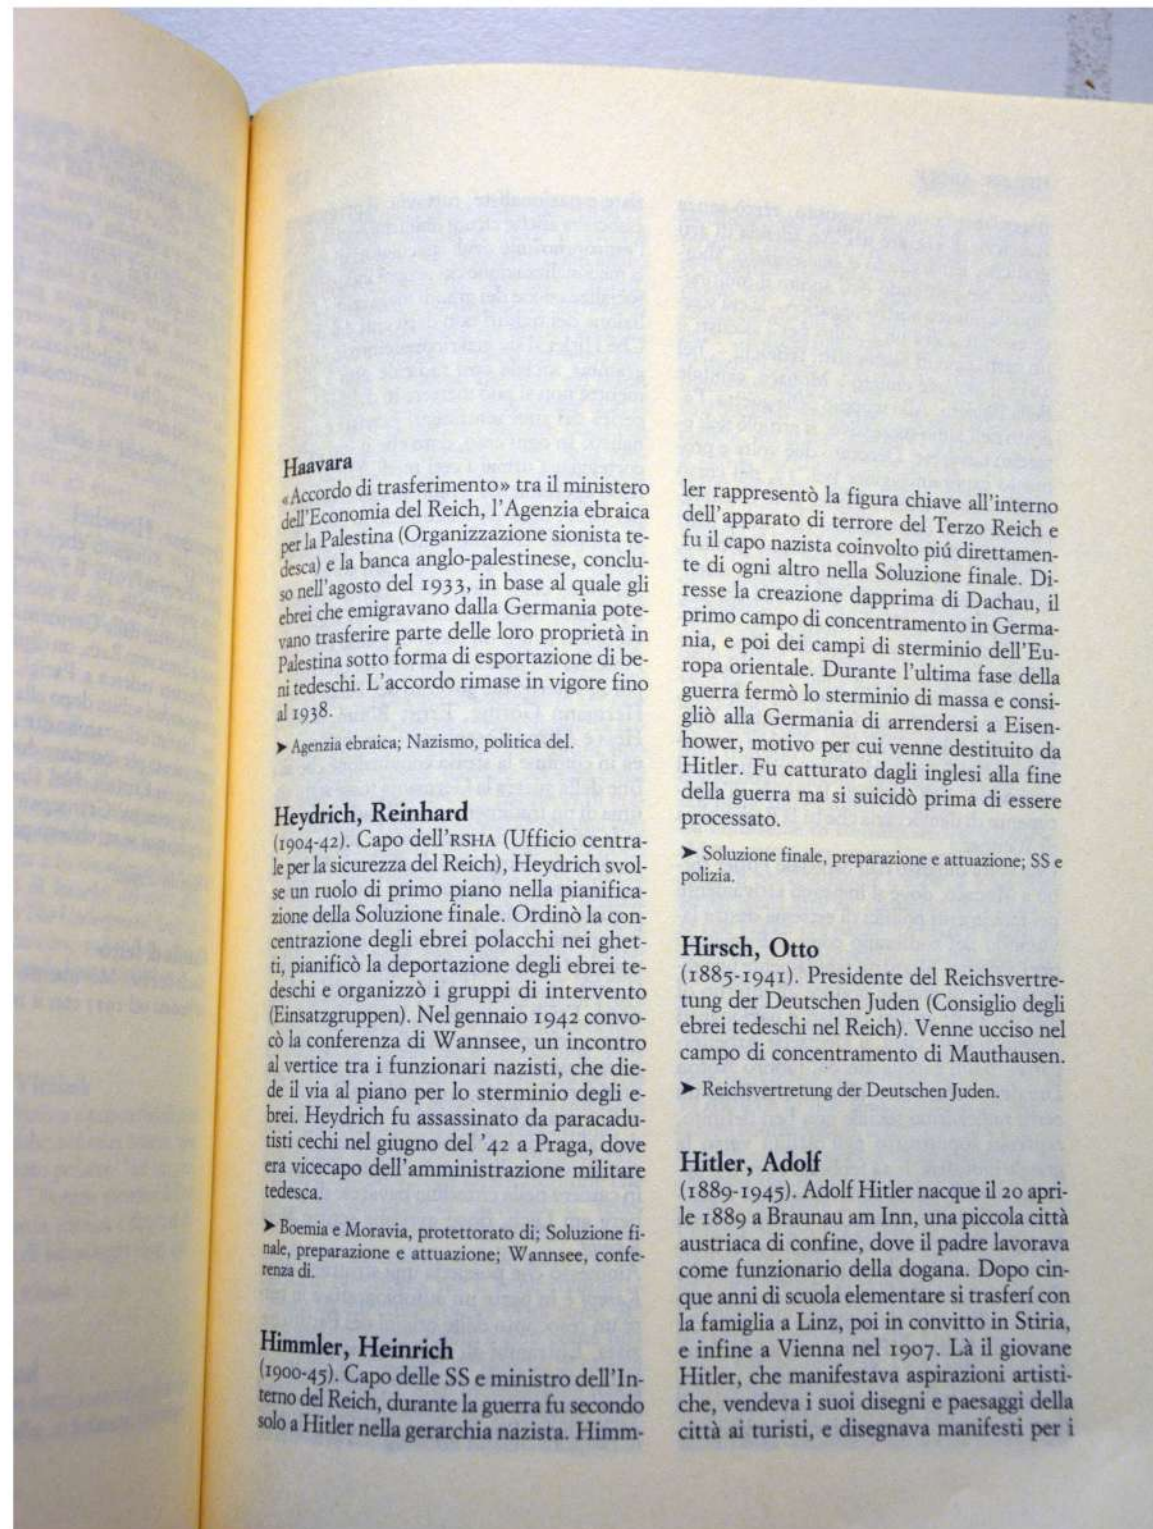 Haavara
«Accordo di trasferimento» tra il ministero
dell'Economia del Reich, l'Agenzia ebraica
per la Palestina (Organizzazione sionista te-
desca) e la banca anglo-palestinese, conclu-
so nell'agosto del 1933, in base al quale gli
ebrei che emigravano dalla Germania pote-
vano trasferire parte delle loro proprietà in
Palestina sotto forma di esportazione di be-
ni tedeschi. L'accordo rimase in vigore fino
al 1938.
➤ Agenzia ebraica; Nazismo, politica del.
Heydrich, Reinhard
(1904-42). Capo dell'RSHA (Ufficio centra-
le per la sicurezza del Reich), Heydrich svol-
se un ruolo di primo piano nella pianifica-
zione della Soluzione finale. Ordinò la con-
centrazione degli ebrei polacchi nei ghet-
ti, pianificò la deportazione degli ebrei te-
deschi e organizzò i gruppi di intervento
(Einsatzgruppen). Nel gennaio 1942 convo-
cò la conferenza di Wannsee, un incontro
al vertice tra i funzionari nazisti, che die-
de il via al piano per lo sterminio degli e-
brei. Heydrich fu assassinato da paracadu-
tisti cechi nel giugno del '42 a Praga, dove
era vicecapo dell'amministrazione militare
tedesca.
➤ Boemia e Moravia, protettorato di; Soluzione fi-
nale, preparazione e attuazione; Wannsee, confe-
renza di.
Himmler, Heinrich
(1900-45). Capo delle SS e ministro dell'In-
terno del Reich, durante la guerra fu secondo
solo a Hitler nella gerarchia nazista. Himm-
ler rappresentò la figura chiave all'interno
dell'apparato di terrore del Terzo Reich e
fu il capo nazista coinvolto piú direttamen-
te di ogni altro nella Soluzione finale. Di-
resse la creazione dapprima di Dachau, il
primo campo di concentramento in Germa-
nia, e poi dei campi di sterminio dell'Eu-
ropa orientale. Durante l'ultima fase della
guerra fermò lo sterminio di massa e consi-
gliò alla Germania di arrendersi a Eisen-
hower, motivo per cui venne destituito da
Hitler. Fu catturato dagli inglesi alla fine
della guerra ma si suicidò prima di essere
processato.
➤ Soluzione finale, preparazione e attuazione; SS e
polizia.
Hirsch, Otto
(1885-1941). Presidente del Reichsvertre-
tung der Deutschen Juden (Consiglio degli
ebrei tedeschi nel Reich). Venne ucciso nel
campo di concentramento di Mauthausen.
➤ Reichsvertretung der Deutschen Juden.
Hitler, Adolf
(1889-1945). Adolf Hitler nacque il 20 apri-
le 1889 a Braunau am Inn, una piccola città
austriaca di confine, dove il padre lavorava
come funzionario della dogana. Dopo cin-
que anni di scuola elementare si trasferí con
la famiglia a Linz, poi in convitto in Stiria,
e infine a Vienna nel 1907. Là il giovane
Hitler, che manifestava aspirazioni artisti-
che, vendeva i suoi disegni e paesaggi della
città ai turisti, e disegnava manifesti per i